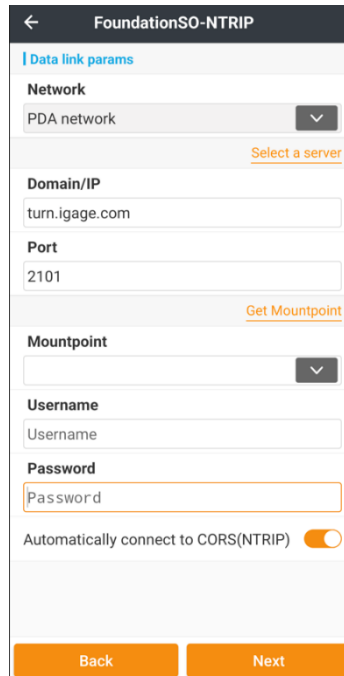 FoundationSO-NTRIP
Data link params
Network
PDA network
Select a server
Domain/IP
turn.igage.com
Port
2101
Get Mountpoint
Mountpoint
Username
Username
Password
Password
Automatically connect to CORS(NTRIP)
Back Next